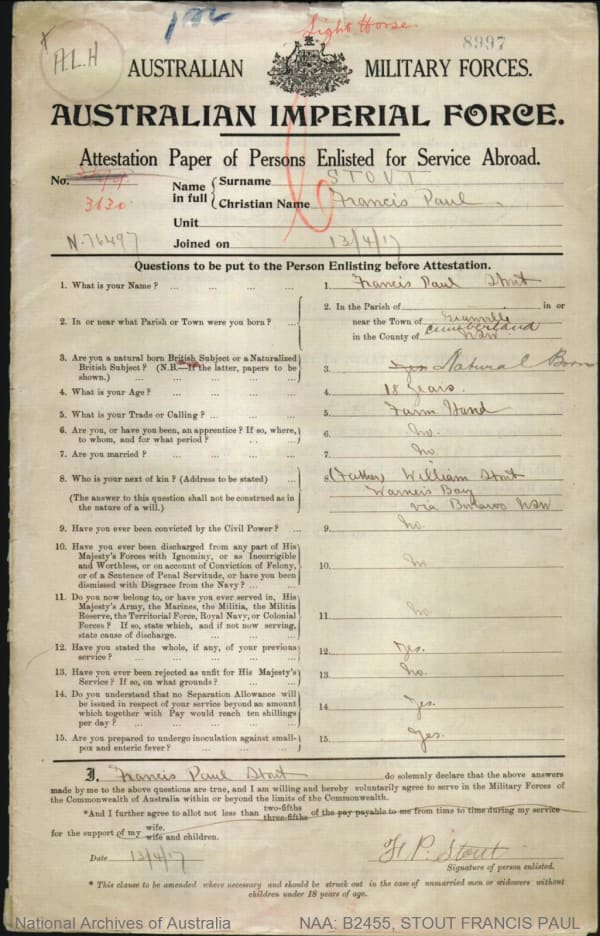 Light Horse
8997
A.L.H
AUSTRALIAN MILITARY FORCES.
AUSTRALIAN IMPERIAL FORCE.
Attestation Paper of Persons Enlisted for Service Abroad.
No.
3630
Name in full { Surname STOUT
Christian Name Francis Paul
Unit
N.76497
Joined on 13/4/17
Questions to be put to the Person Enlisting before Attestation.
1. What is your Name? ... ... ... ... 1. Francis Paul Stout
2. In or near what Parish or Town were you born? ... 2. In the Parish of in or
near the Town of Granville
Cumberland
in the County of NSW
3. Are you a natural born British Subject or a Naturalized
British Subject? (N.B.—If the latter, papers to be
shown.) ... ... ... ... 3. Natural Born
4. What is your Age? ... ... ... ... 4. 18 years.
5. What is your Trade or Calling? ... ... ... 5. Farm Hand
6. Are you, or have you been, an apprentice? If so, where,
to whom, and for what period? .. .. .. 6. No.
7. Are you married? ... ... ... ... 7. No.
8. Who is your next of kin? (Address to be stated) ... 8. (Father) William Stout
Warners Bay
(The answer to this question shall not be construed as in
the nature of a will.) via NSW
9. Have you ever been convicted by the Civil Power? ... 9. No.
10. Have you ever been discharged from any part of His
Majesty's Forces with Ignominy, or as Incorrigible
and Worthless, or on account of Conviction of Felony,
or of a Sentence of Penal Servitude, or have you been
dismissed with Disgrace from the Navy? ... ... 10. No
11. Do you now belong to, or have you ever served in, His
Majesty's Army, the Marines, the Militia, the Militia
Reserve, the Territorial Force, Royal Navy, or Colonial
Forces? If so, state which, and if not now serving,
state cause of discharge. ... ... ... 11. No.
12. Have you stated the whole, if any, of your previous
service? ... ... ... ... ... 12. Yes.
13. Have you ever been rejected as unfit for His Majesty's
Service? If so, on what grounds? ... ... 13. No.
14. Do you understand that no Separation Allowance will
be issued in respect of your service beyond an amount
which together with Pay would reach ten shillings
per day? ... ... ... ... 14. Yes.
15. Are you prepared to undergo inoculation against small-
pox and enteric fever? ... ... ... 15. Yes.
I, Francis Paul Stout do solemnly declare that the above answers
made by me to the above questions are true, and I am willing and hereby voluntarily agree to serve in the Military Forces of
the Commonwealth of Australia within or beyond the limits of the Commonwealth.
*And I further agree to allot not less than two-fifths three-fifths of the pay payable to me from time to time during my service
for the support of my wife. wife and children.
Date 13/4/17 F P. Stout
Signature of person enlisted.
* This clause to be amended where necessary and should be struck out in the case of unmarried men or widowers without
children under 18 years of age.
National Archives of Australia NAA: B2455, STOUT FRANCIS PAUL